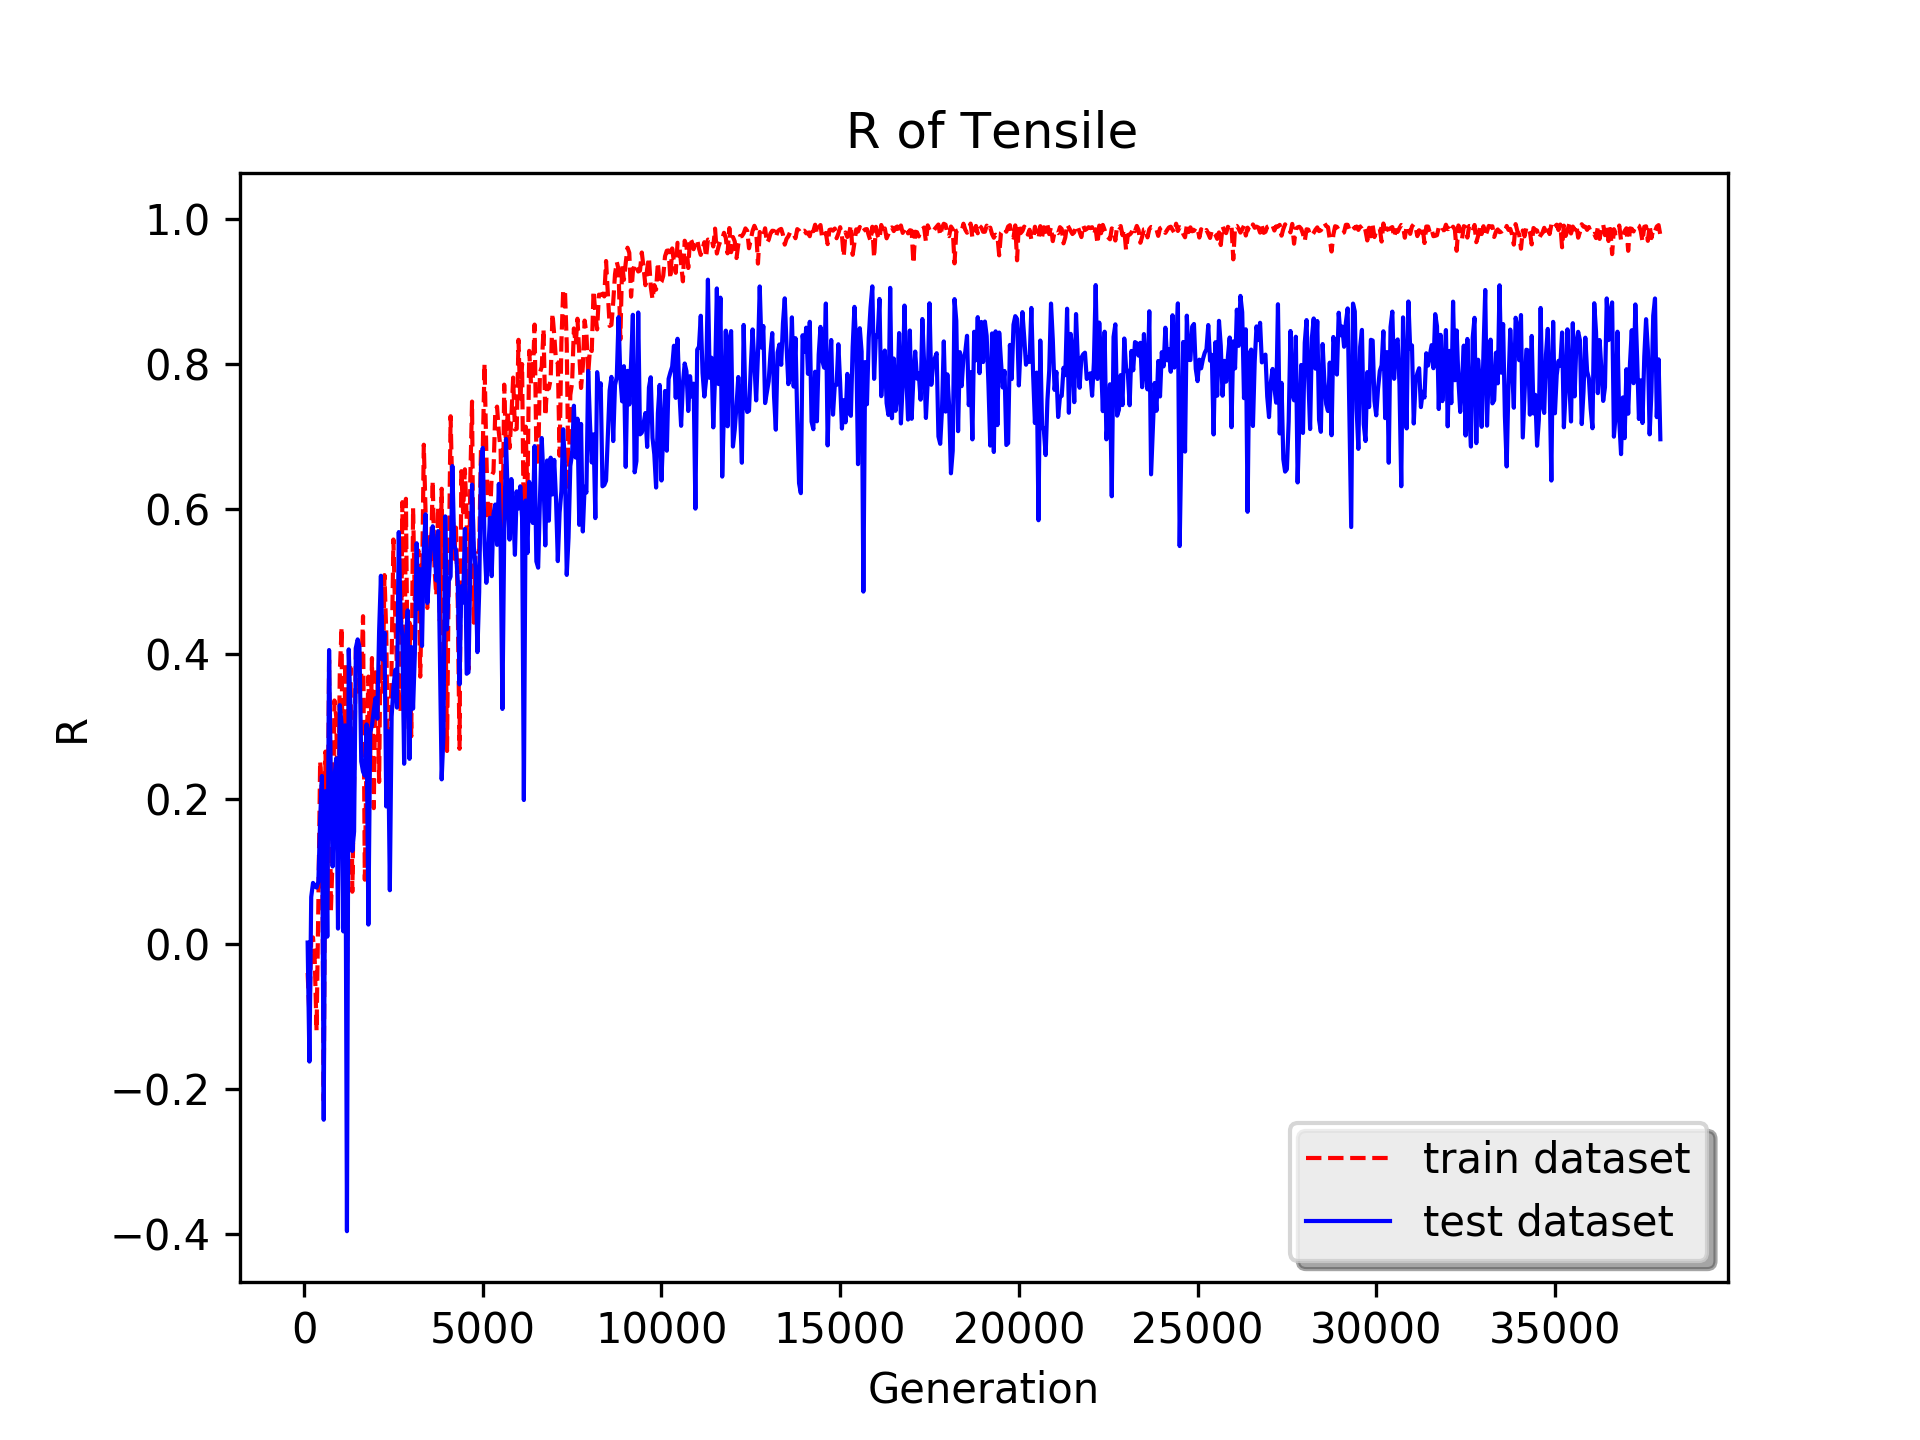 R of Tensile
1.0
0.8
0.6
0.4
0.2
0.0
−0.2
−0.4
R
0 5000 10000 15000 20000 25000 30000 35000
Generation
train dataset
test dataset